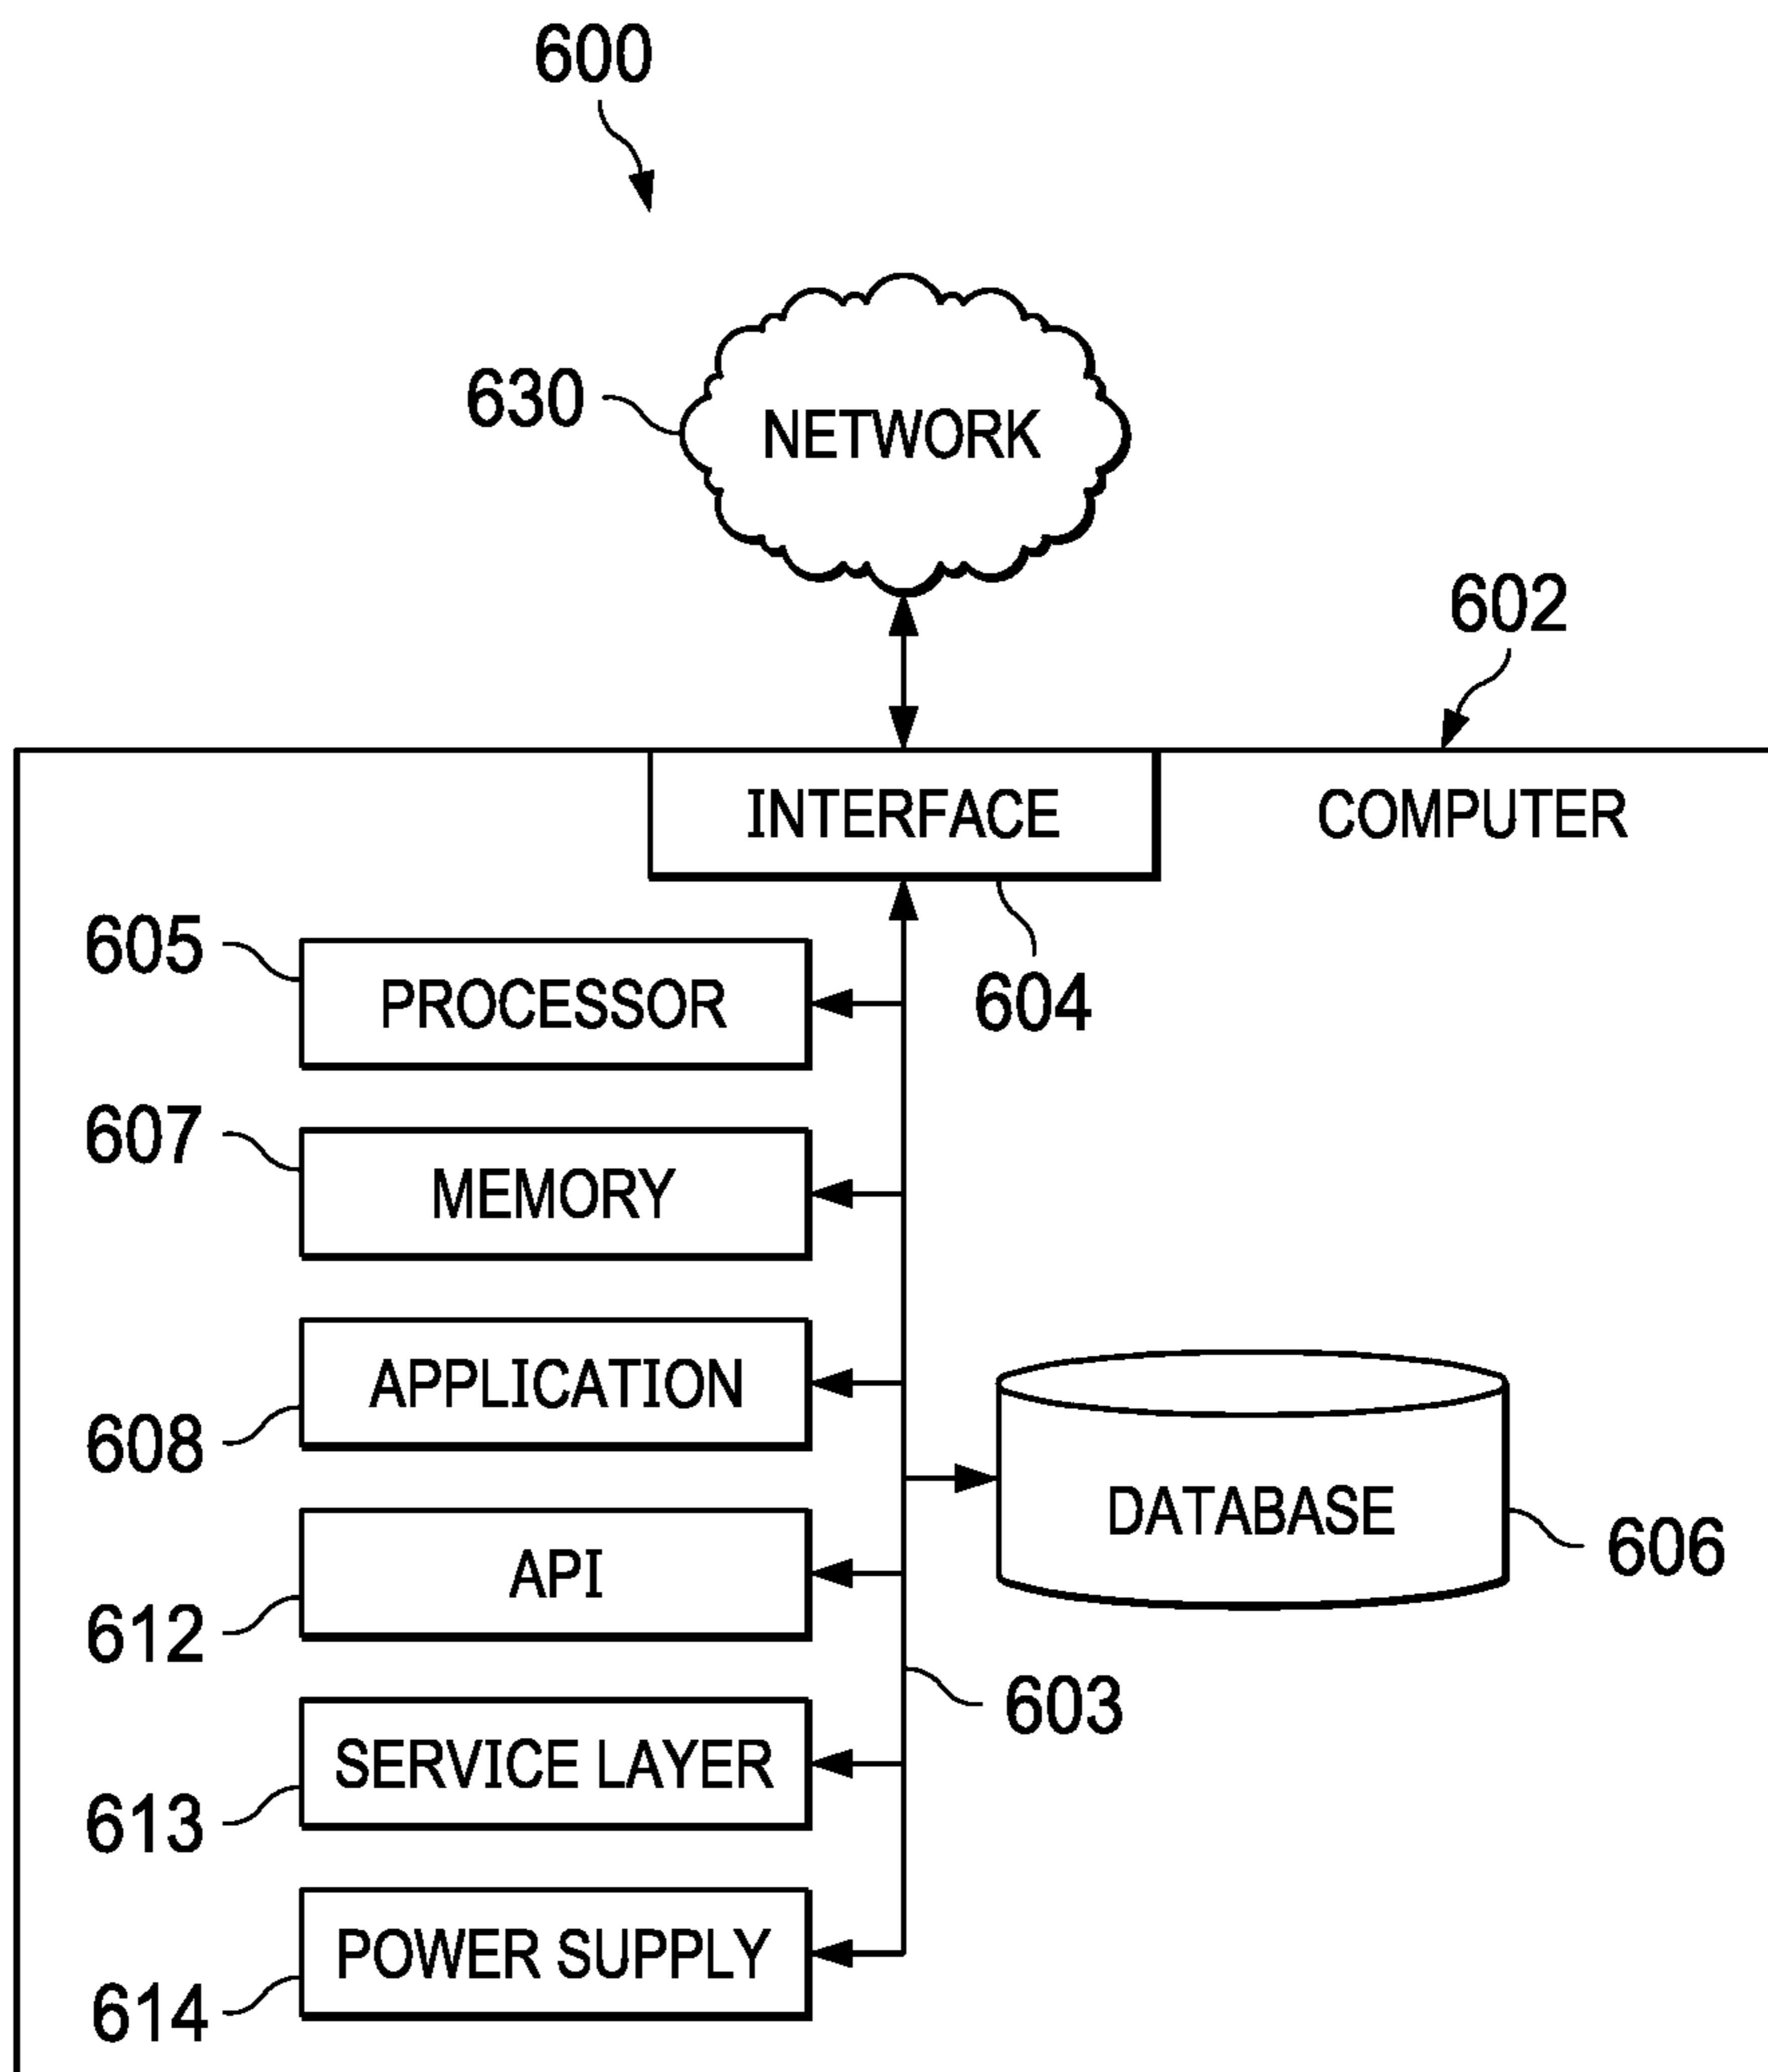 600
630
NETWORK
602
INTERFACE
COMPUTER
605
PROCESSOR
604
607
MEMORY
APPLICATION
608
DATABASE
606
API
612
603
SERVICE LAYER
613
POWER SUPPLY
614